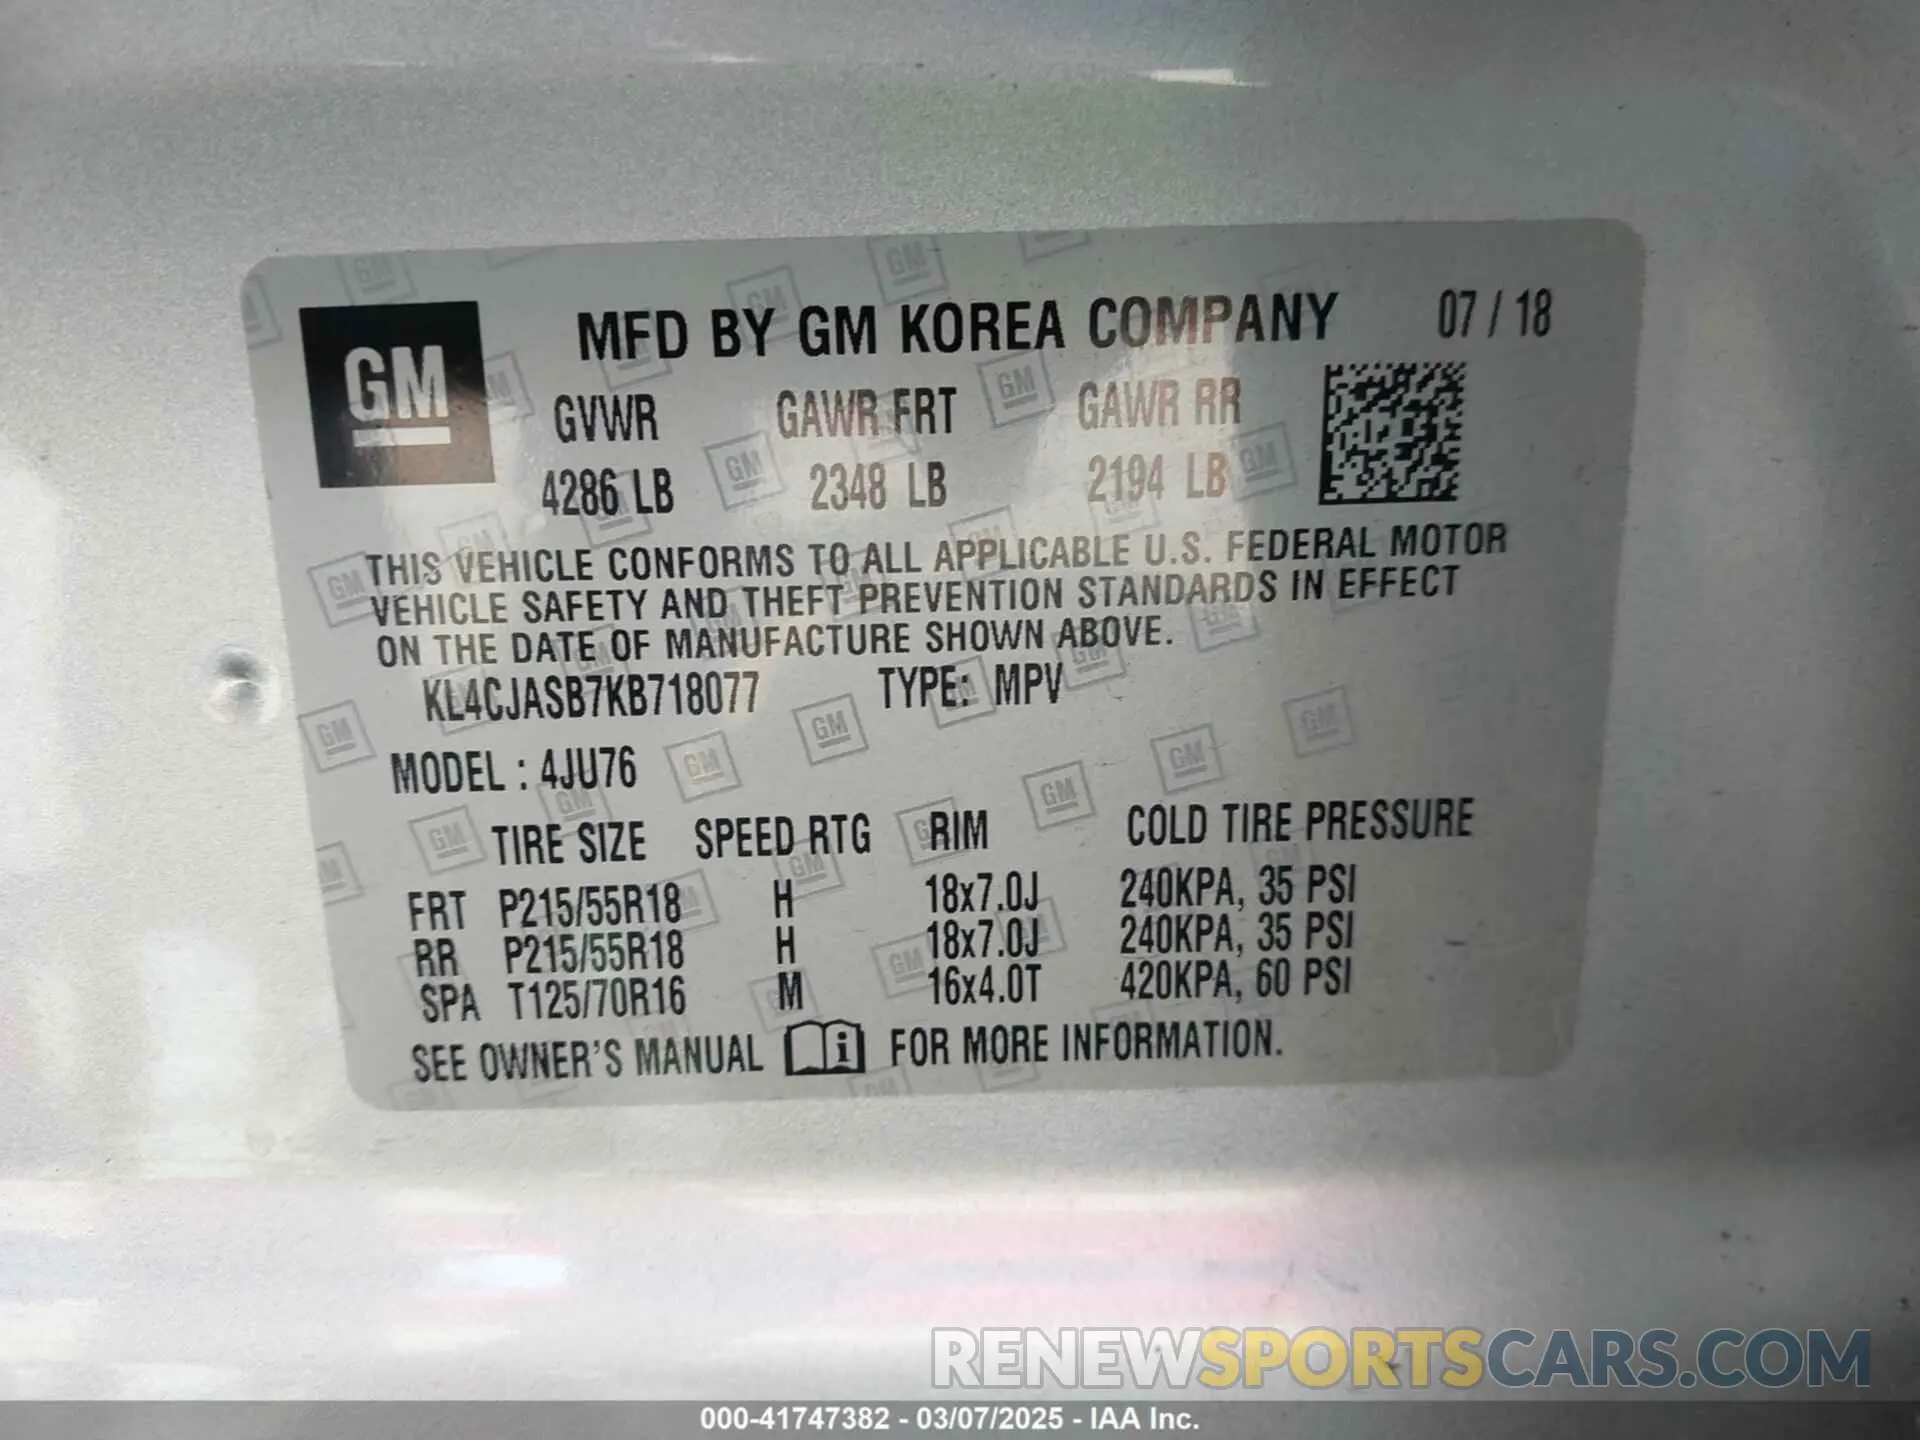 GM
MFD BY GM KOREA COMPANY 07 / 18
GVWR GAWR FRT GAWR RR
4286 LB 2348 LB 2194 LB
THIS VEHICLE CONFORMS TO ALL APPLICABLE U.S. FEDERAL MOTOR
VEHICLE SAFETY AND THEFT PREVENTION STANDARDS IN EFFECT
ON THE DATE OF MANUFACTURE SHOWN ABOVE.
KL4CJASB7KB718077 TYPE: MPV
MODEL : 4JU76
TIRE SIZE SPEED RTG RIM COLD TIRE PRESSURE
FRT P215/55R18 H 18x7.0J 240KPA, 35 PSI
RR P215/55R18 H 18x7.0J 240KPA, 35 PSI
SPA T125/70R16 M 16x4.0T 420KPA, 60 PSI
SEE OWNER'S MANUAL i FOR MORE INFORMATION.
RENEWSPORTSCARS.COM
000-41747382 - 03/07/2025 - IAA Inc.